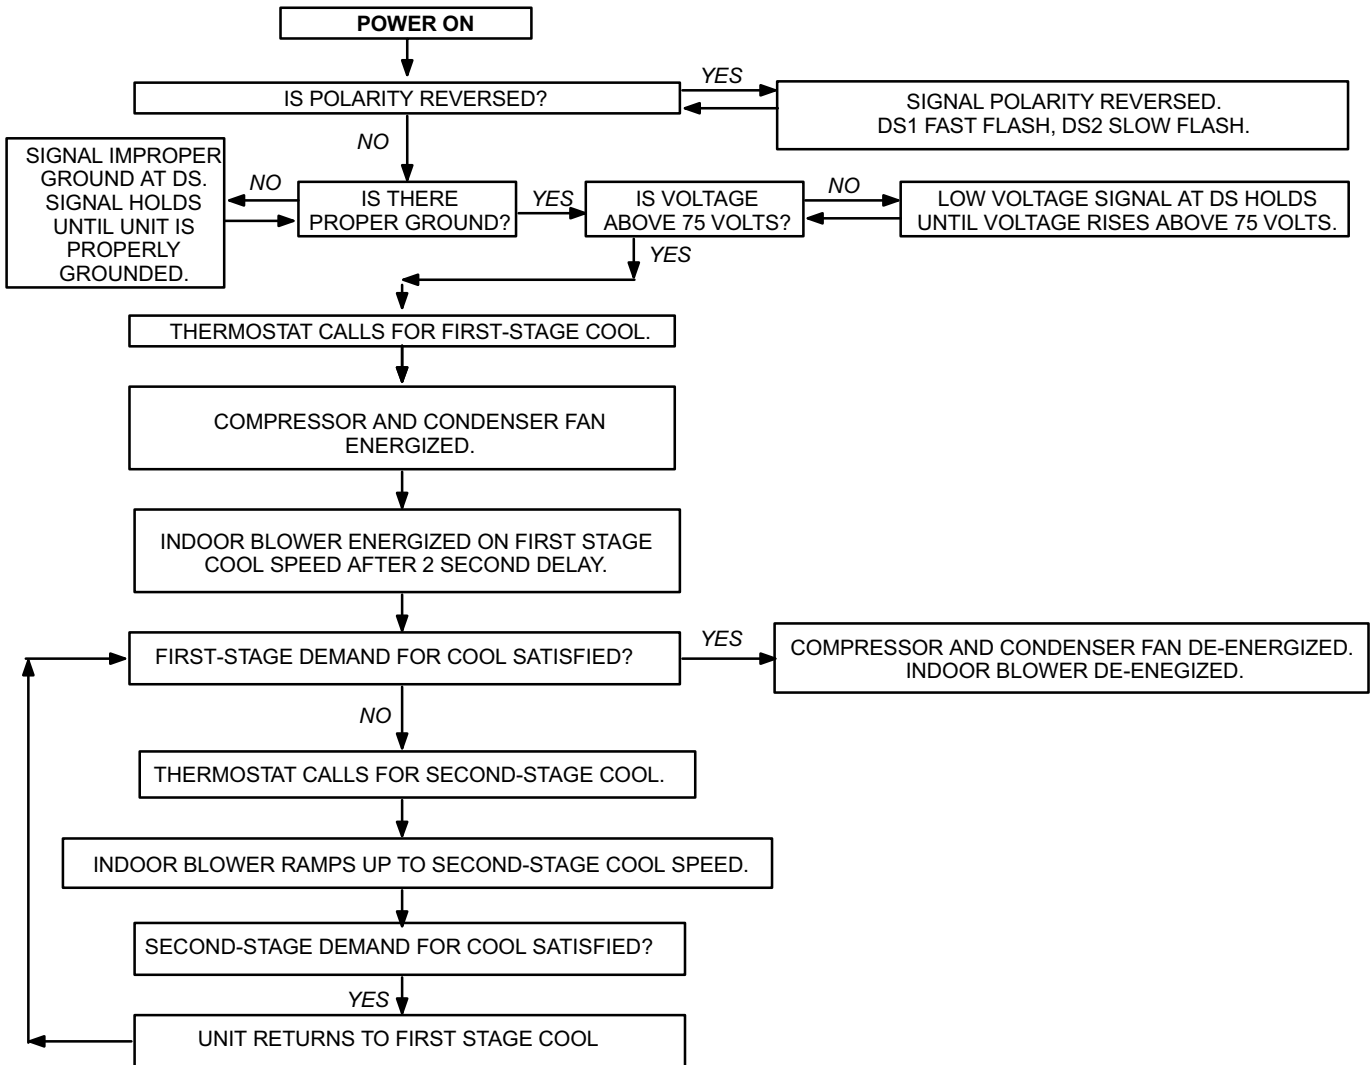 POWER ON
IS POLARITY REVERSED?
YES
SIGNAL POLARITY REVERSED.
DS1 FAST FLASH, DS2 SLOW FLASH.
NO
SIGNAL IMPROPER
GROUND AT DS.
SIGNAL HOLDS
UNTIL UNIT IS
PROPERLY
GROUNDED.
NO
IS THERE
PROPER GROUND?
YES
IS VOLTAGE
ABOVE 75 VOLTS?
NO
LOW VOLTAGE SIGNAL AT DS HOLDS
UNTIL VOLTAGE RISES ABOVE 75 VOLTS.
YES
THERMOSTAT CALLS FOR FIRST-STAGE COOL.
COMPRESSOR AND CONDENSER FAN
ENERGIZED.
INDOOR BLOWER ENERGIZED ON FIRST STAGE
COOL SPEED AFTER 2 SECOND DELAY.
FIRST-STAGE DEMAND FOR COOL SATISFIED?
YES
COMPRESSOR AND CONDENSER FAN DE-ENERGIZED.
INDOOR BLOWER DE-ENEGIZED.
NO
THERMOSTAT CALLS FOR SECOND-STAGE COOL.
INDOOR BLOWER RAMPS UP TO SECOND-STAGE COOL SPEED.
SECOND-STAGE DEMAND FOR COOL SATISFIED?
YES
UNIT RETURNS TO FIRST STAGE COOL